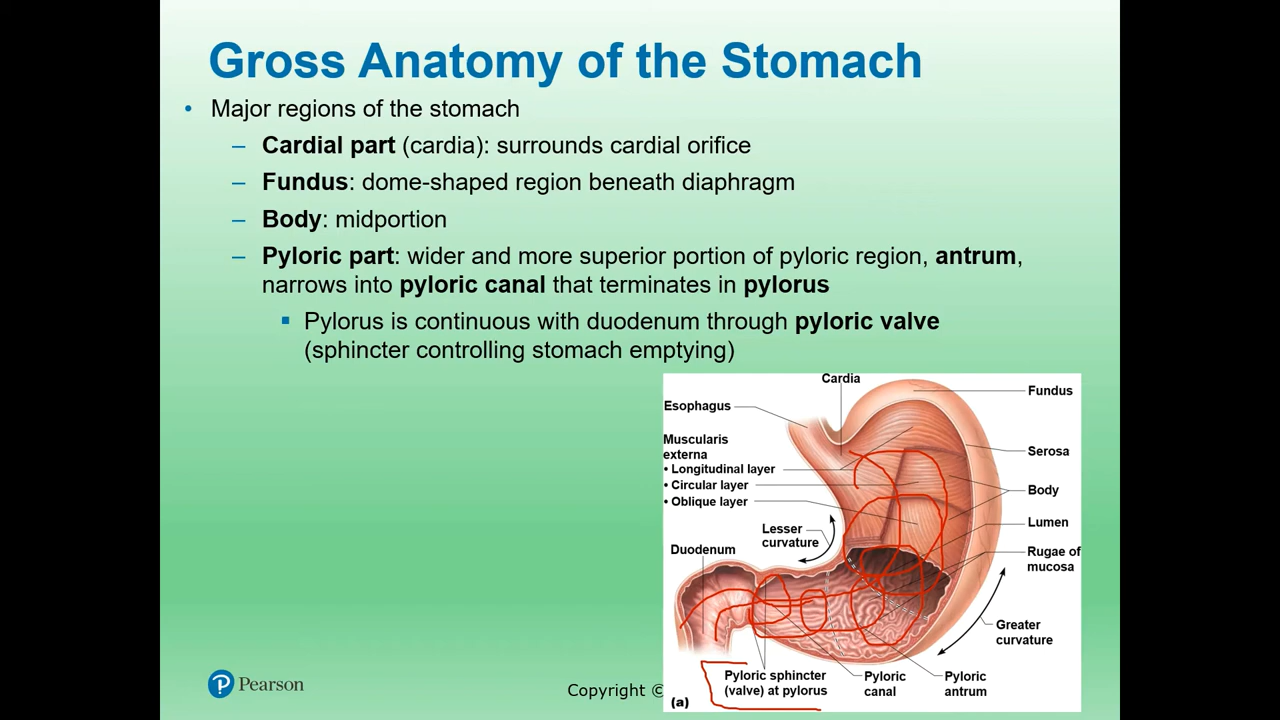 Gross Anatomy of the Stomach
• Major regions of the stomach
– Cardial part (cardia): surrounds cardial orifice
– Fundus: dome-shaped region beneath diaphragm
– Body: midportion
– Pyloric part: wider and more superior portion of pyloric region, antrum,
narrows into pyloric canal that terminates in pylorus
▪ Pylorus is continuous with duodenum through pyloric valve
(sphincter controlling stomach emptying)
Cardia
Fundus
Esophagus
Muscularis
externa
• Longitudinal layer
• Circular layer
• Oblique layer
Serosa
Body
Lumen
Rugae of
mucosa
Lesser
curvature
Duodenum
Greater
curvature
Pyloric sphincter
(valve) at pylorus
Pyloric
canal
Pyloric
antrum
(a)
Pearson
Copyright ©